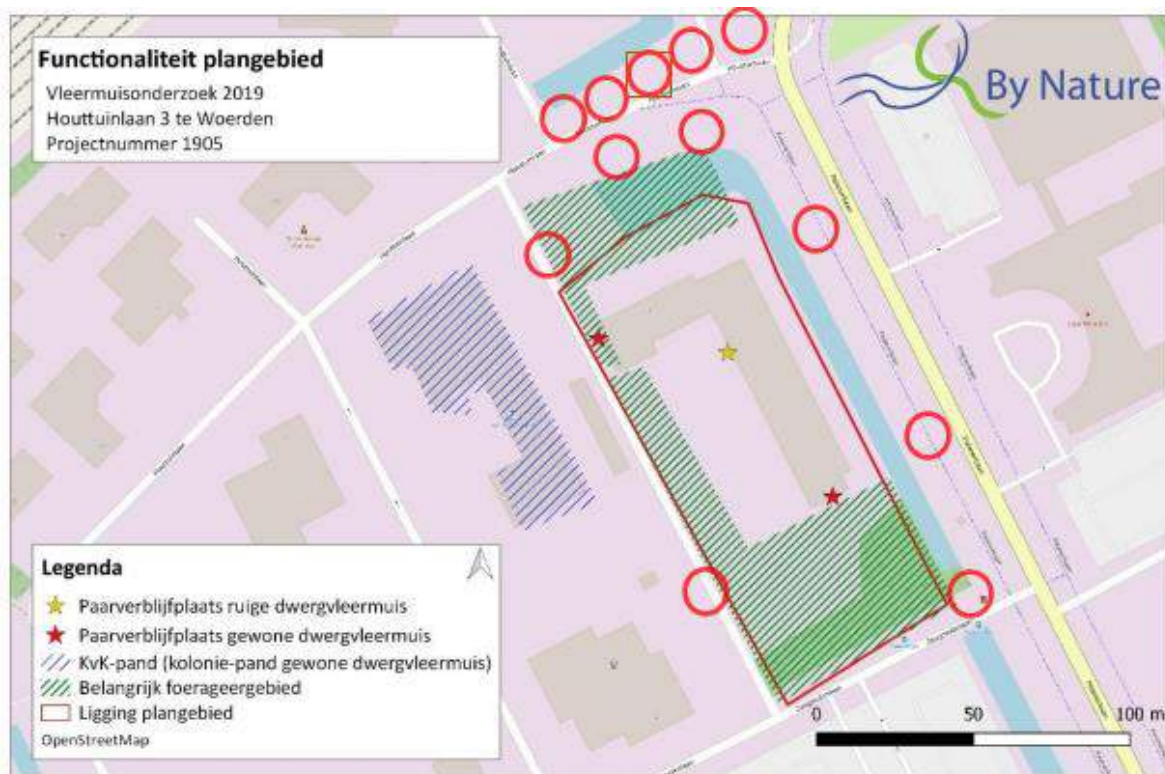 Functionaliteit plangebied
Vleermuisonderzoek 2019
Houttuinlaan 3 te Woerden
Projectnummer 1905
By Nature
Legenda
Paarverblijfplaats ruige dwergvleermuis
Paarverblijfplaats gewone dwergvleermuis
KvK-pand (kolonie-pand gewone dwergvleermuis)
Belangrijk foerageergebied
Ligging plangebied
OpenStreetMap
0 50 100 m